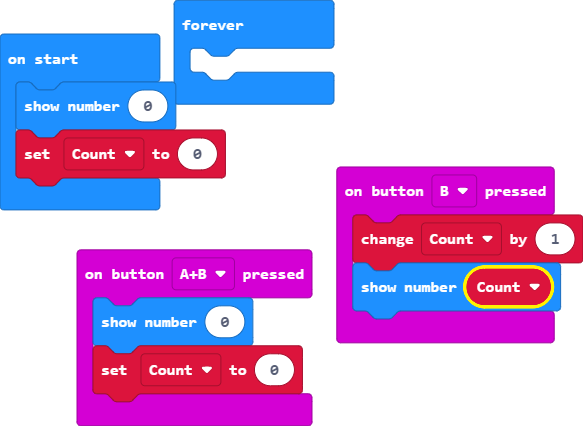 forever
on start
show number 0
set Count to 0
on button B pressed
change Count by 1
show number Count
on button A+B pressed
show number 0
set Count to 0